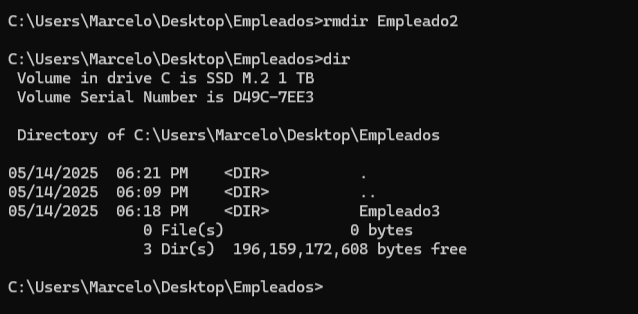 C:\Users\Marcelo\Desktop\Empleados>rmdir Empleado2
C:\Users\Marcelo\Desktop\Empleados>dir
Volume in drive C is SSD M.2 1 TB
Volume Serial Number is D49C-7EE3
Directory of C:\Users\Marcelo\Desktop\Empleados
05/14/2025  06:21 PM    <DIR>          .
05/14/2025  06:09 PM    <DIR>          ..
05/14/2025  06:18 PM    <DIR>          Empleado3
0 File(s)              0 bytes
3 Dir(s)  196,159,172,608 bytes free
C:\Users\Marcelo\Desktop\Empleados>